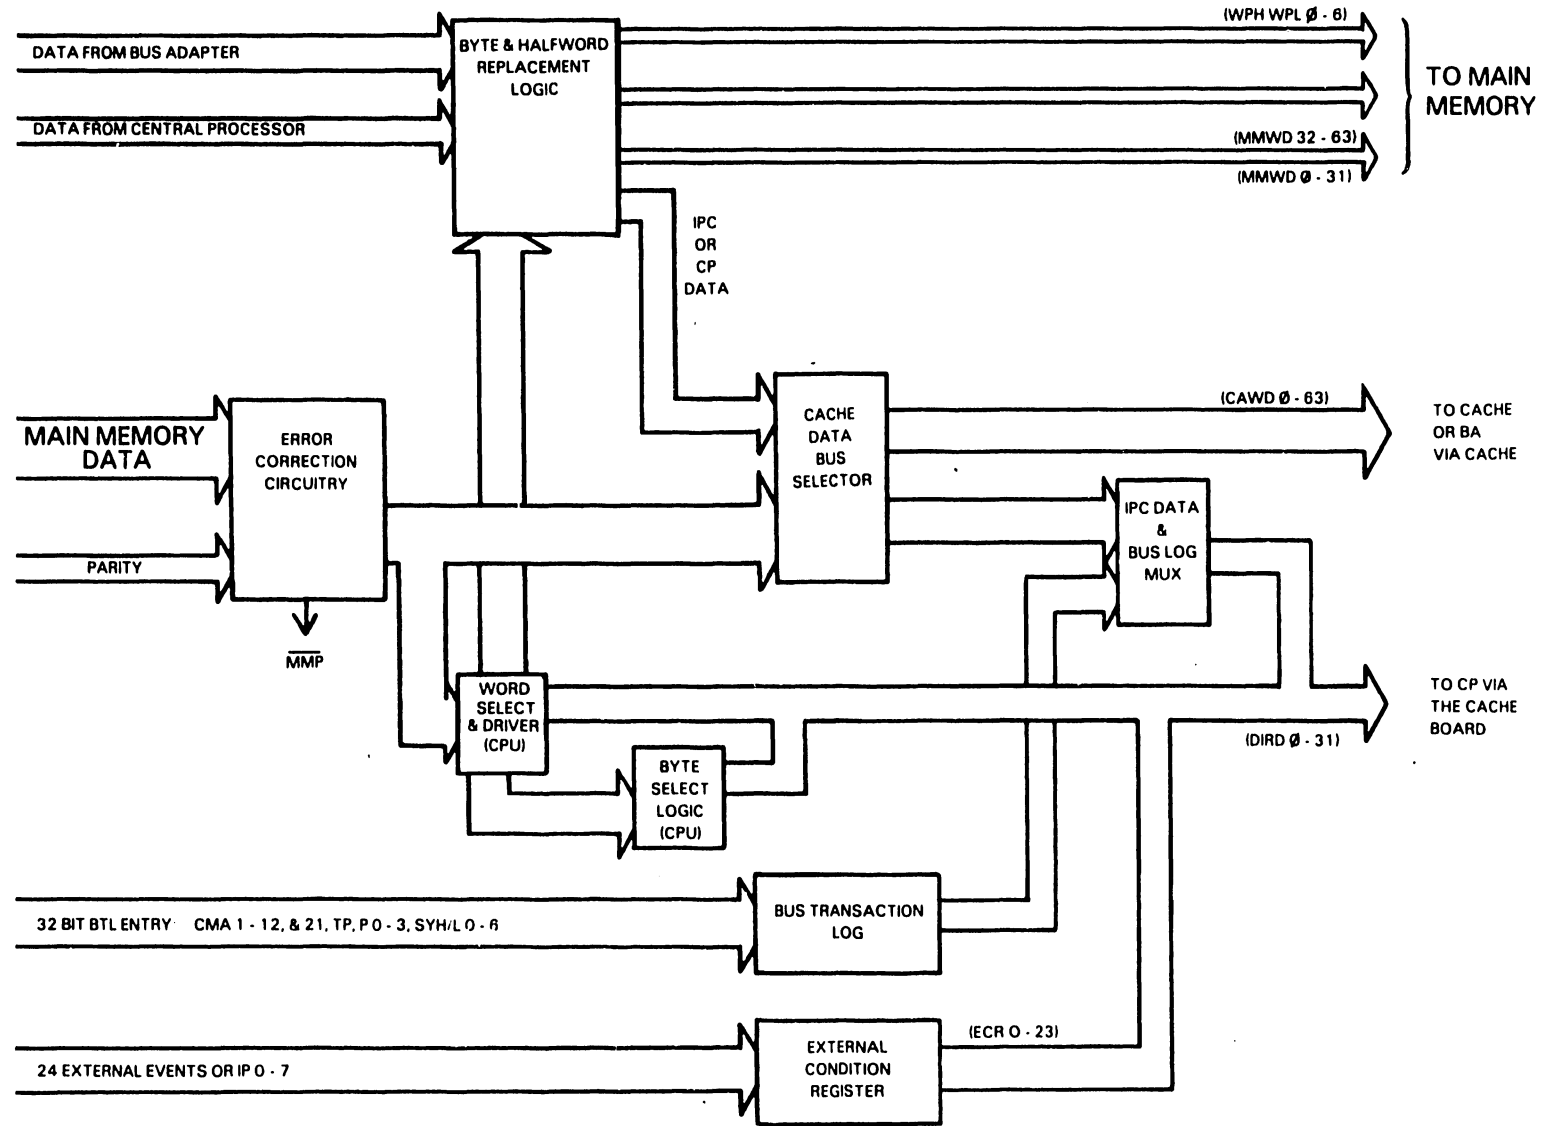 DATA FROM BUS ADAPTER
DATA FROM CENTRAL PROCESSOR
BYTE & HALFWORD
REPLACEMENT
LOGIC
(WPH WPL Ø - 6)
(MMWD 32 - 63)
(MMWD Ø - 31)
TO MAIN
MEMORY
IPC
OR
CP
DATA
MAIN MEMORY
DATA
PARITY
ERROR
CORRECTION
CIRCUITRY
MMP
CACHE
DATA
BUS
SELECTOR
(CAWD Ø - 63)
TO CACHE
OR BA
VIA CACHE
IPC DATA
&
BUS LOG
MUX
WORD
SELECT
& DRIVER
(CPU)
BYTE
SELECT
LOGIC
(CPU)
TO CP VIA
THE CACHE
BOARD
(DIRD Ø - 31)
32 BIT BTL ENTRY CMA 1 - 12, & 21, TP, P 0 - 3, SYH/L 0 - 6
BUS TRANSACTION
LOG
24 EXTERNAL EVENTS OR IP 0 - 7
EXTERNAL
CONDITION
REGISTER
(ECR O - 23)